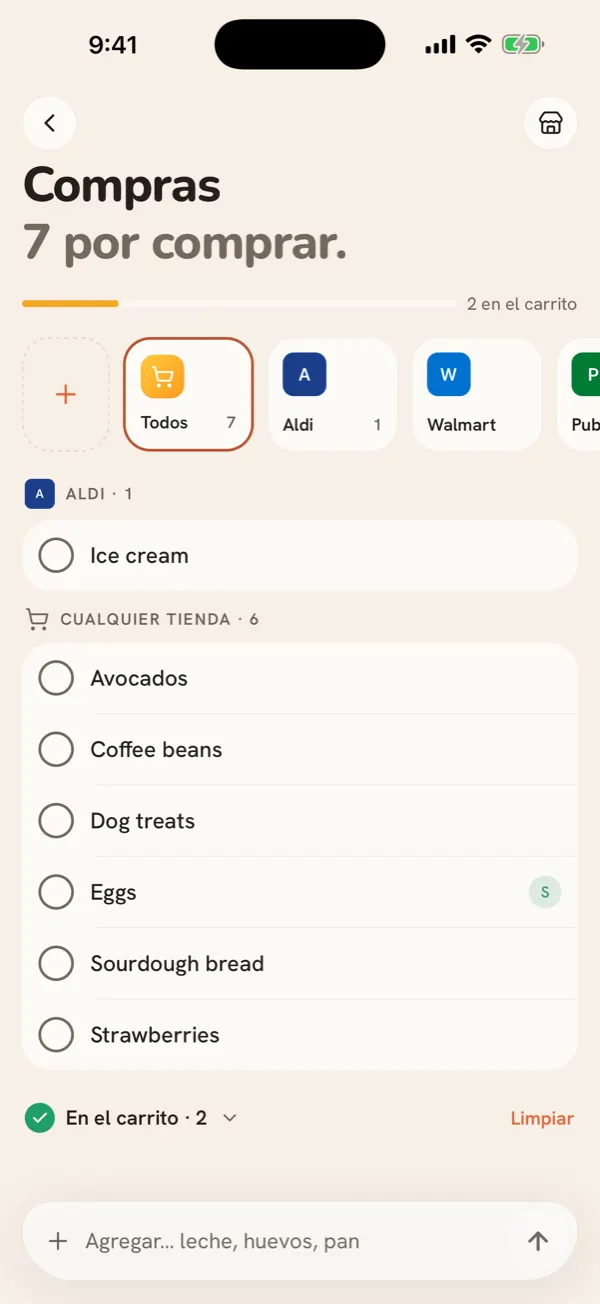 9:41
Compras
7 por comprar.
2 en el carrito
Todos 7
A
Aldi 1
W
Walmart
P
Pub
A ALDI · 1
Ice cream
CUALQUIER TIENDA · 6
Avocados
Coffee beans
Dog treats
Eggs S
Sourdough bread
Strawberries
En el carrito · 2 Limpiar
Agregar... leche, huevos, pan